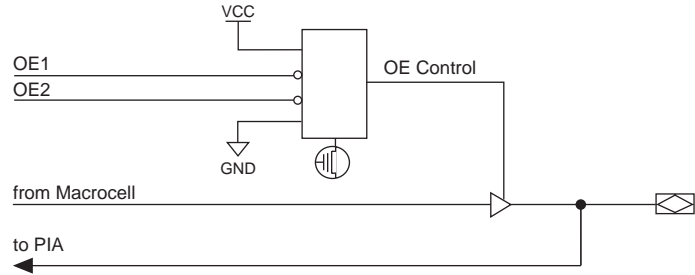 VCC
OE1
OE Control
OE2
GND
from Macrocell
to PIA